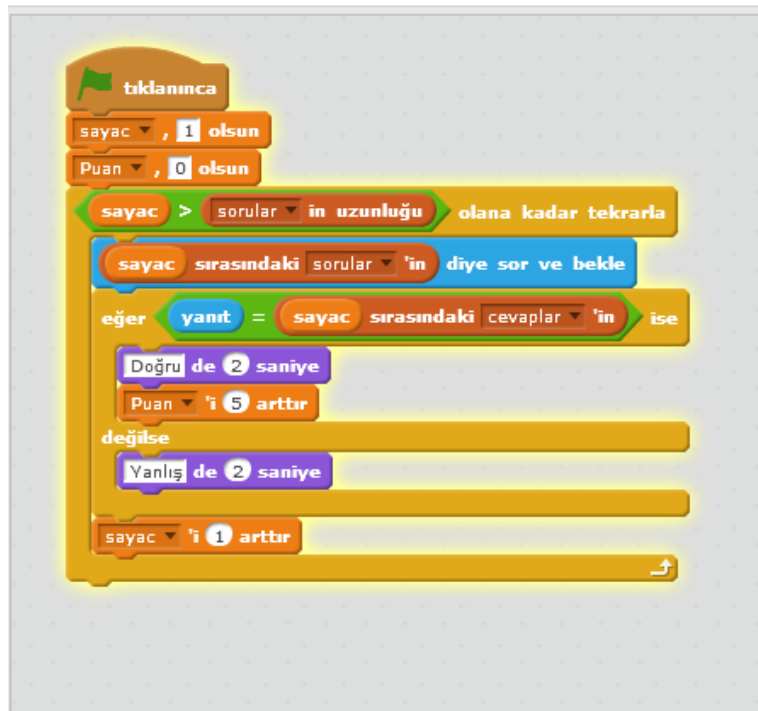 tıklanınca
sayac , 1 olsun
Puan , 0 olsun
sayac > sorular in uzunluğu olana kadar tekrarla
sayac sırasındaki sorular 'in diye sor ve bekle
eğer yanıt = sayac sırasındaki cevaplar 'in ise
Doğru de 2 saniye
Puan 'i 5 arttır
değilse
Yanlış de 2 saniye
sayac 'i 1 arttır